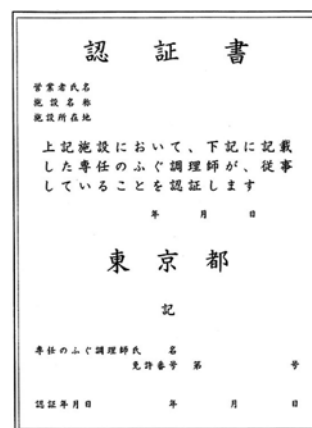 認証書
営業者氏名
施設名称
施設所在地
上記施設において、下記に記載
した専任のふぐ調理師が、従事
していることを認証します
年 月 日
東京都
記
専任のふぐ調理師氏 名
免許番号 第 号
認証年月日 年 月 日